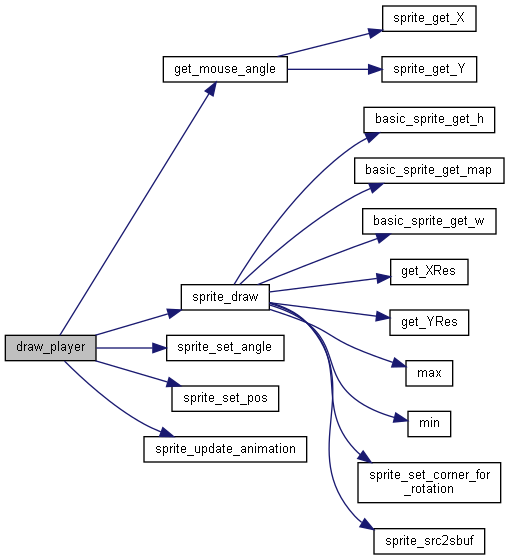 sprite_get_X
get_mouse_angle
sprite_get_Y
basic_sprite_get_h
basic_sprite_get_map
basic_sprite_get_w
get_XRes
sprite_draw
get_YRes
draw_player
sprite_set_angle
max
sprite_set_pos
min
sprite_update_animation
sprite_set_corner_for
_rotation
sprite_src2sbuf